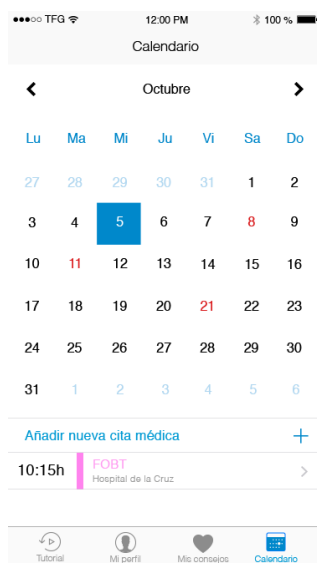 TFG 12:00 PM 100 %
Calendario
Octubre
Lu Ma Mi Ju Vi Sa Do
27 28 29 30 31 1 2
3 4 5 6 7 8 9
10 11 12 13 14 15 16
17 18 19 20 21 22 23
24 25 26 27 28 29 30
31 1 2 3 4 5 6
Añadir nueva cita médica +
10:15h FOBT
Hospital de la Cruz
Tutorial Mi perfil Mis consejos Calendario